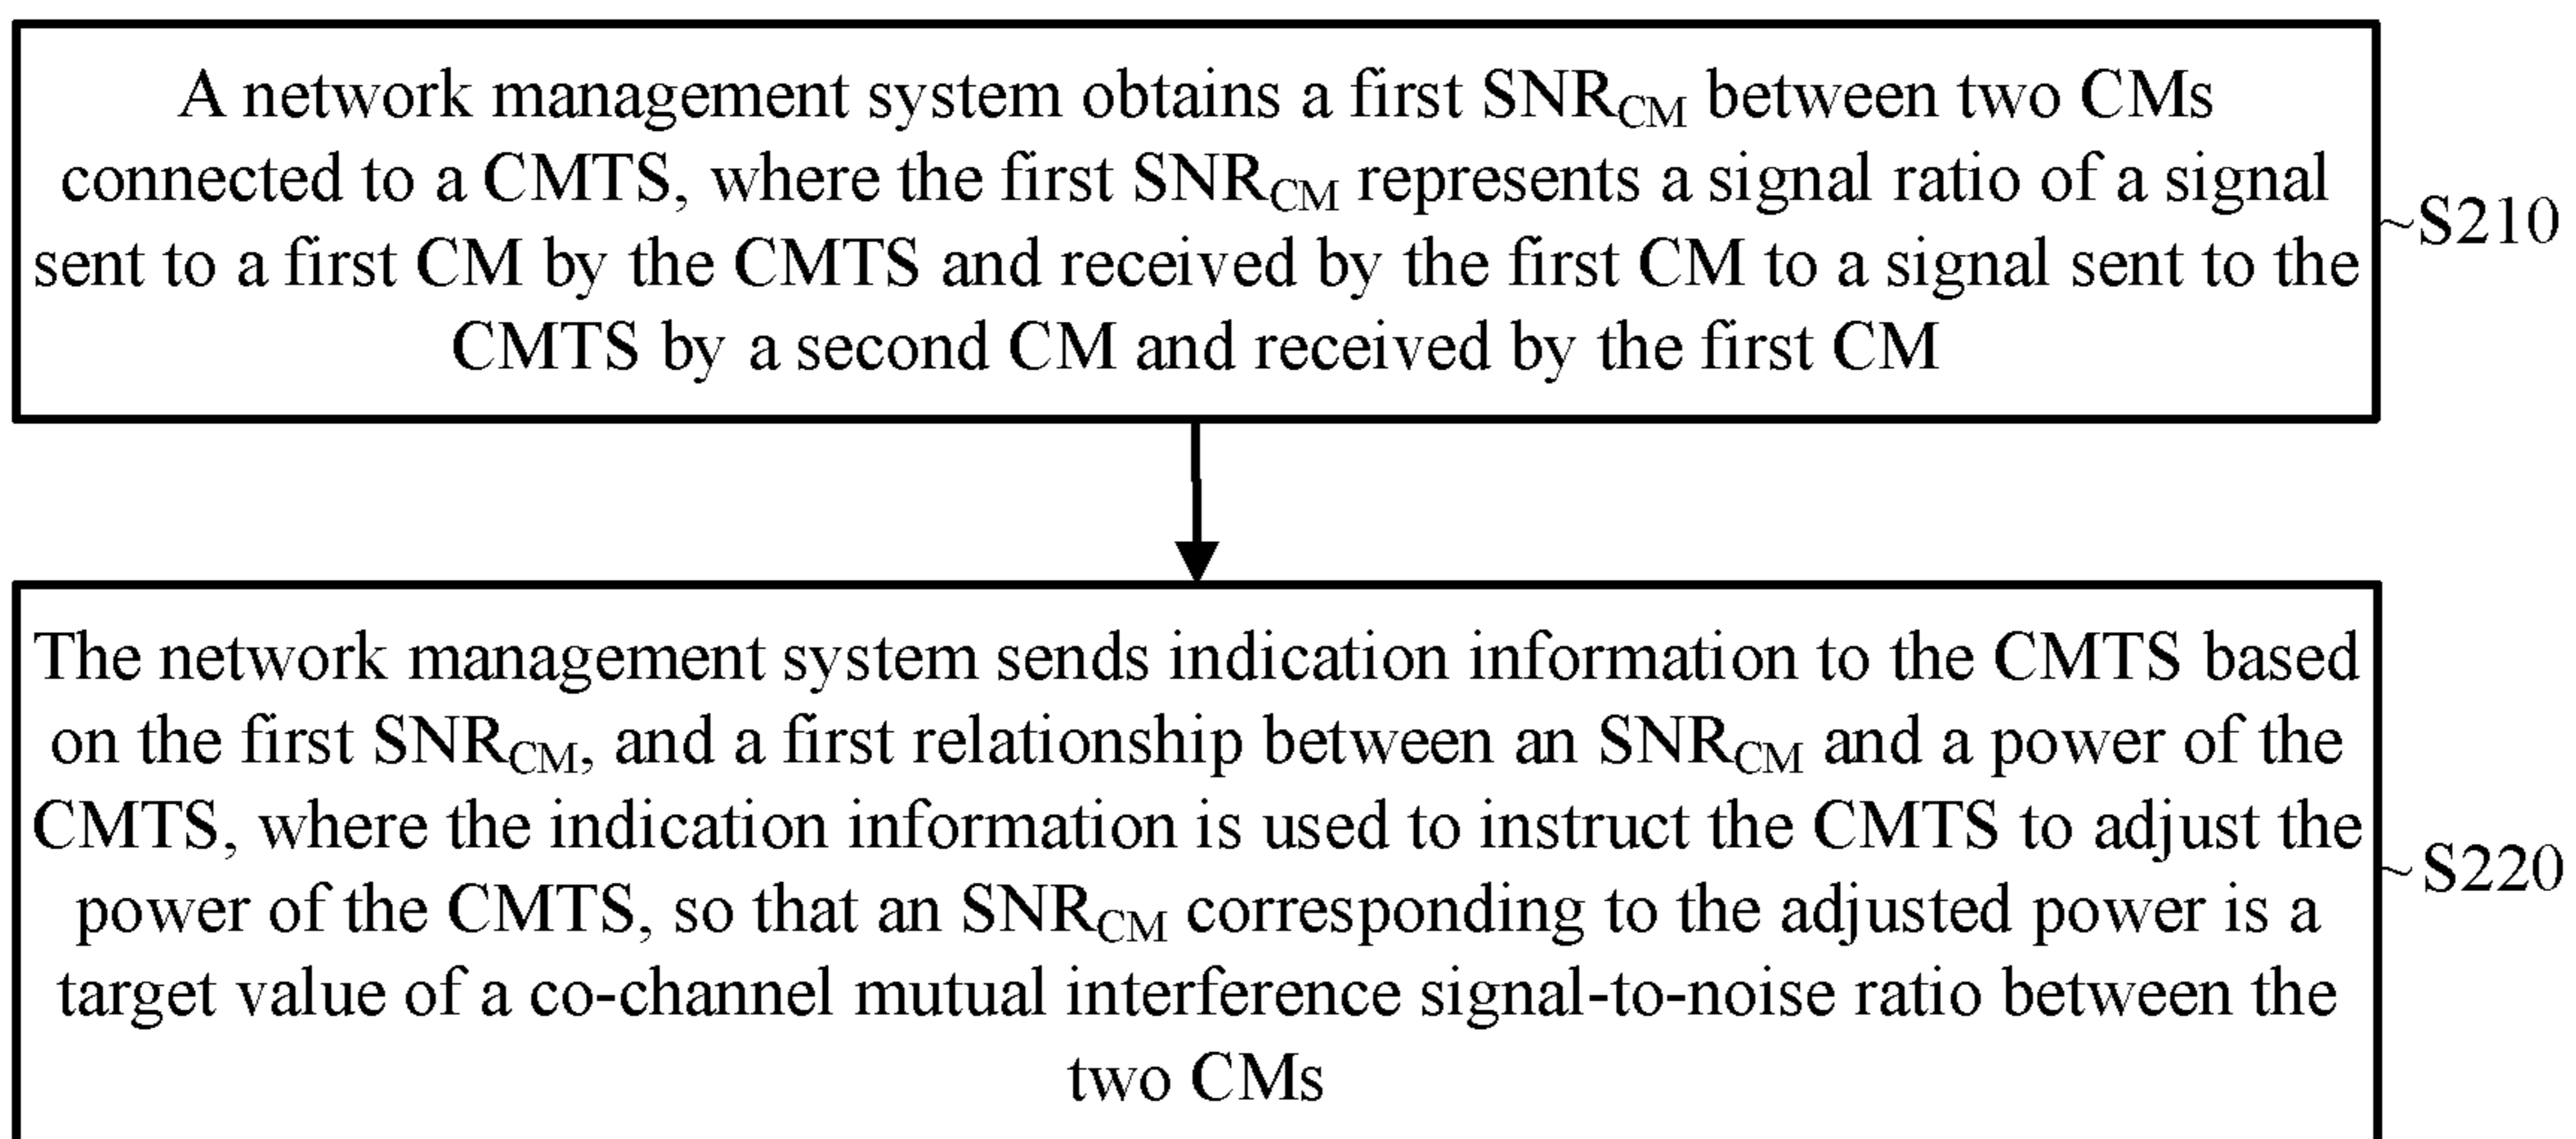 A network management system obtains a first SNRCM between two CMs
connected to a CMTS, where the first SNRCM represents a signal ratio of a signal
sent to a first CM by the CMTS and received by the first CM to a signal sent to the
CMTS by a second CM and received by the first CM
~S210
The network management system sends indication information to the CMTS based
on the first SNRCM, and a first relationship between an SNRCM and a power of the
CMTS, where the indication information is used to instruct the CMTS to adjust the
power of the CMTS, so that an SNRCM corresponding to the adjusted power is a
target value of a co-channel mutual interference signal-to-noise ratio between the
two CMs
~S220